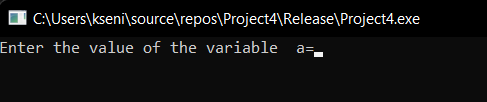 C:\Users\kseni\source\repos\Project4\Release\Project4.exe
Enter the value of the variable  a=